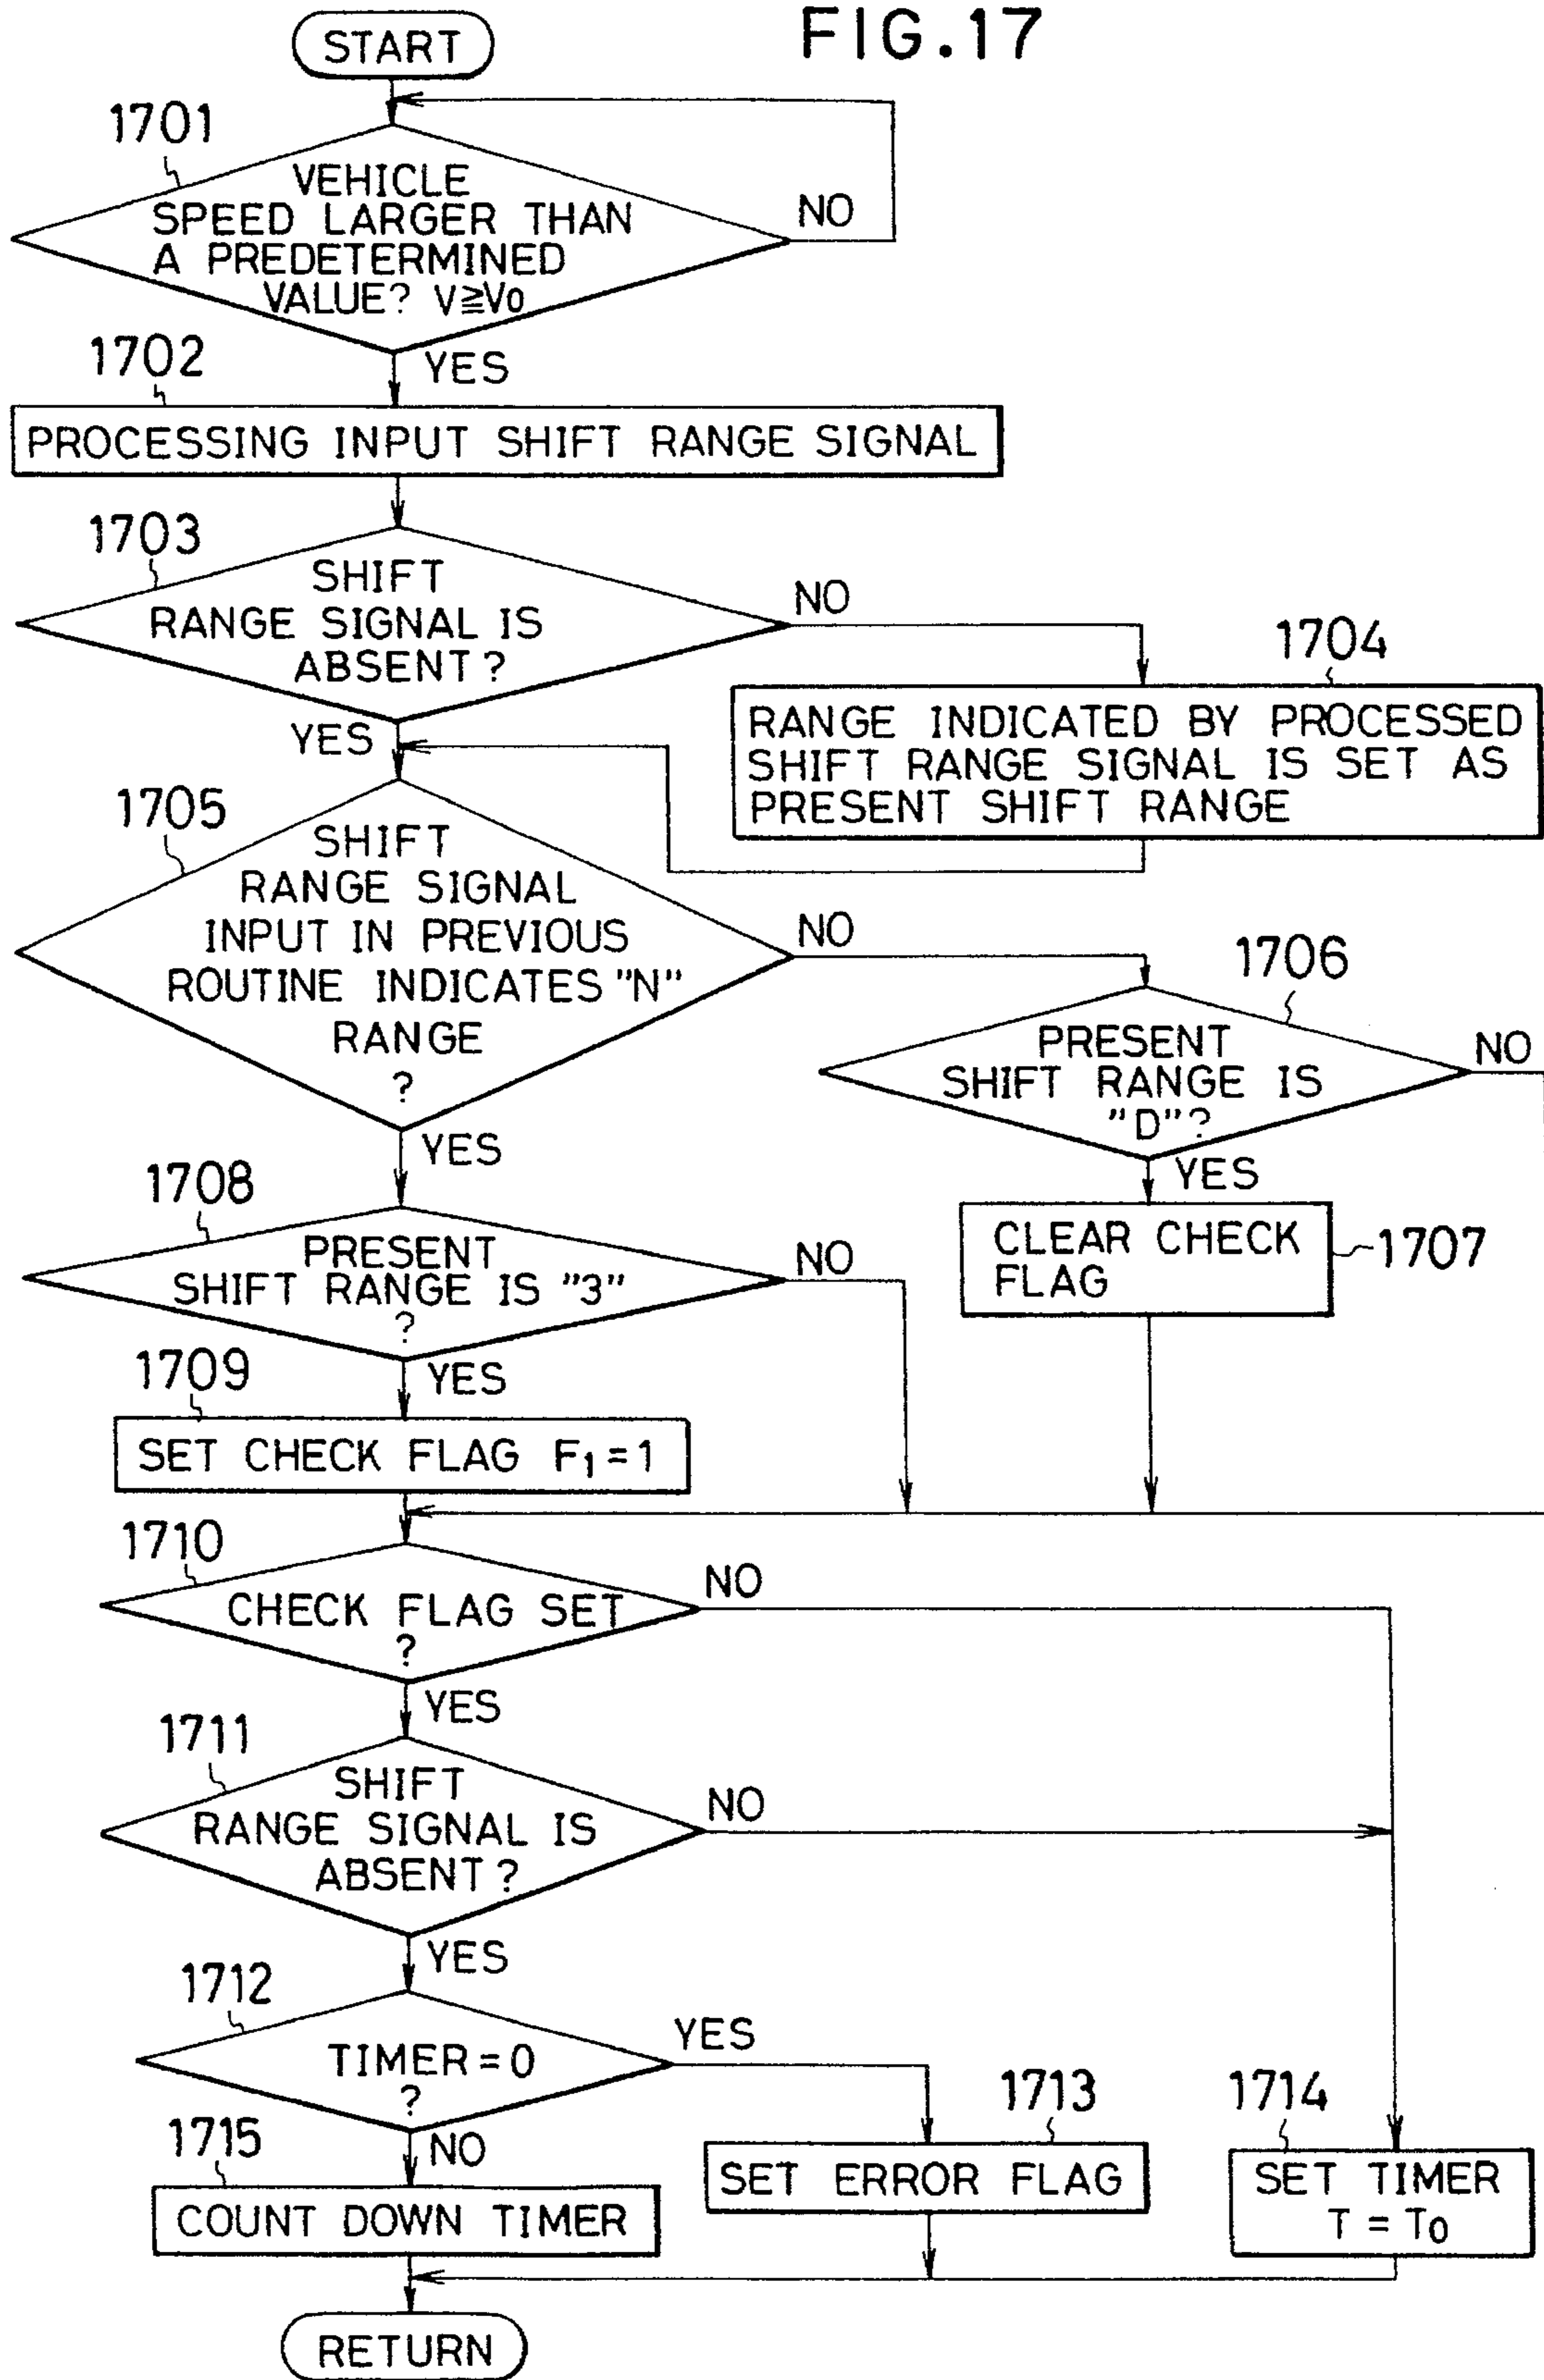 FIG.17
START
1701
VEHICLE
SPEED LARGER THAN
A PREDETERMINED
VALUE? V≧V0
NO
YES
1702
PROCESSING INPUT SHIFT RANGE SIGNAL
1703
SHIFT
RANGE SIGNAL IS
ABSENT?
NO
YES
1704
RANGE INDICATED BY PROCESSED
SHIFT RANGE SIGNAL IS SET AS
PRESENT SHIFT RANGE
1705
SHIFT
RANGE SIGNAL
INPUT IN PREVIOUS
ROUTINE INDICATES "N"
RANGE
?
NO
YES
1706
PRESENT
SHIFT RANGE IS
"D"?
NO
YES
1707
CLEAR CHECK
FLAG
1708
PRESENT
SHIFT RANGE IS "3"
?
NO
YES
1709
SET CHECK FLAG F1=1
1710
CHECK FLAG SET
?
NO
YES
1711
SHIFT
RANGE SIGNAL IS
ABSENT?
NO
YES
1712
TIMER=0
?
YES
NO
1713
SET ERROR FLAG
1714
SET TIMER
T=T0
1715
COUNT DOWN TIMER
RETURN